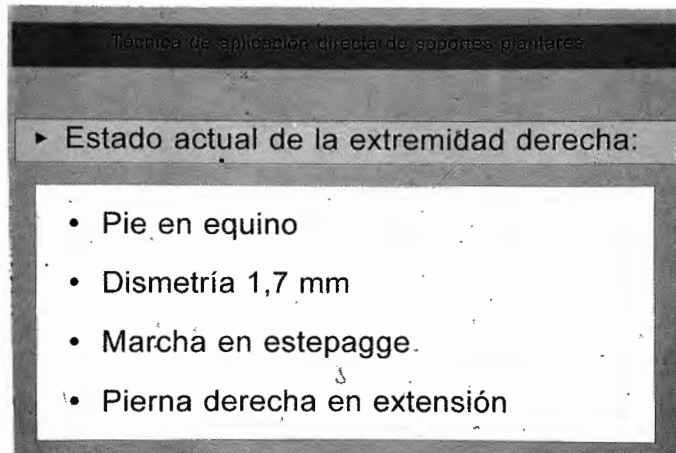 Técnica de aplicación directa de soportes plantares
► Estado actual de la extremidad derecha:
• Pie en equino
• Dismetría 1,7 mm
• Marcha en estepagge
• Pierna derecha en extensión